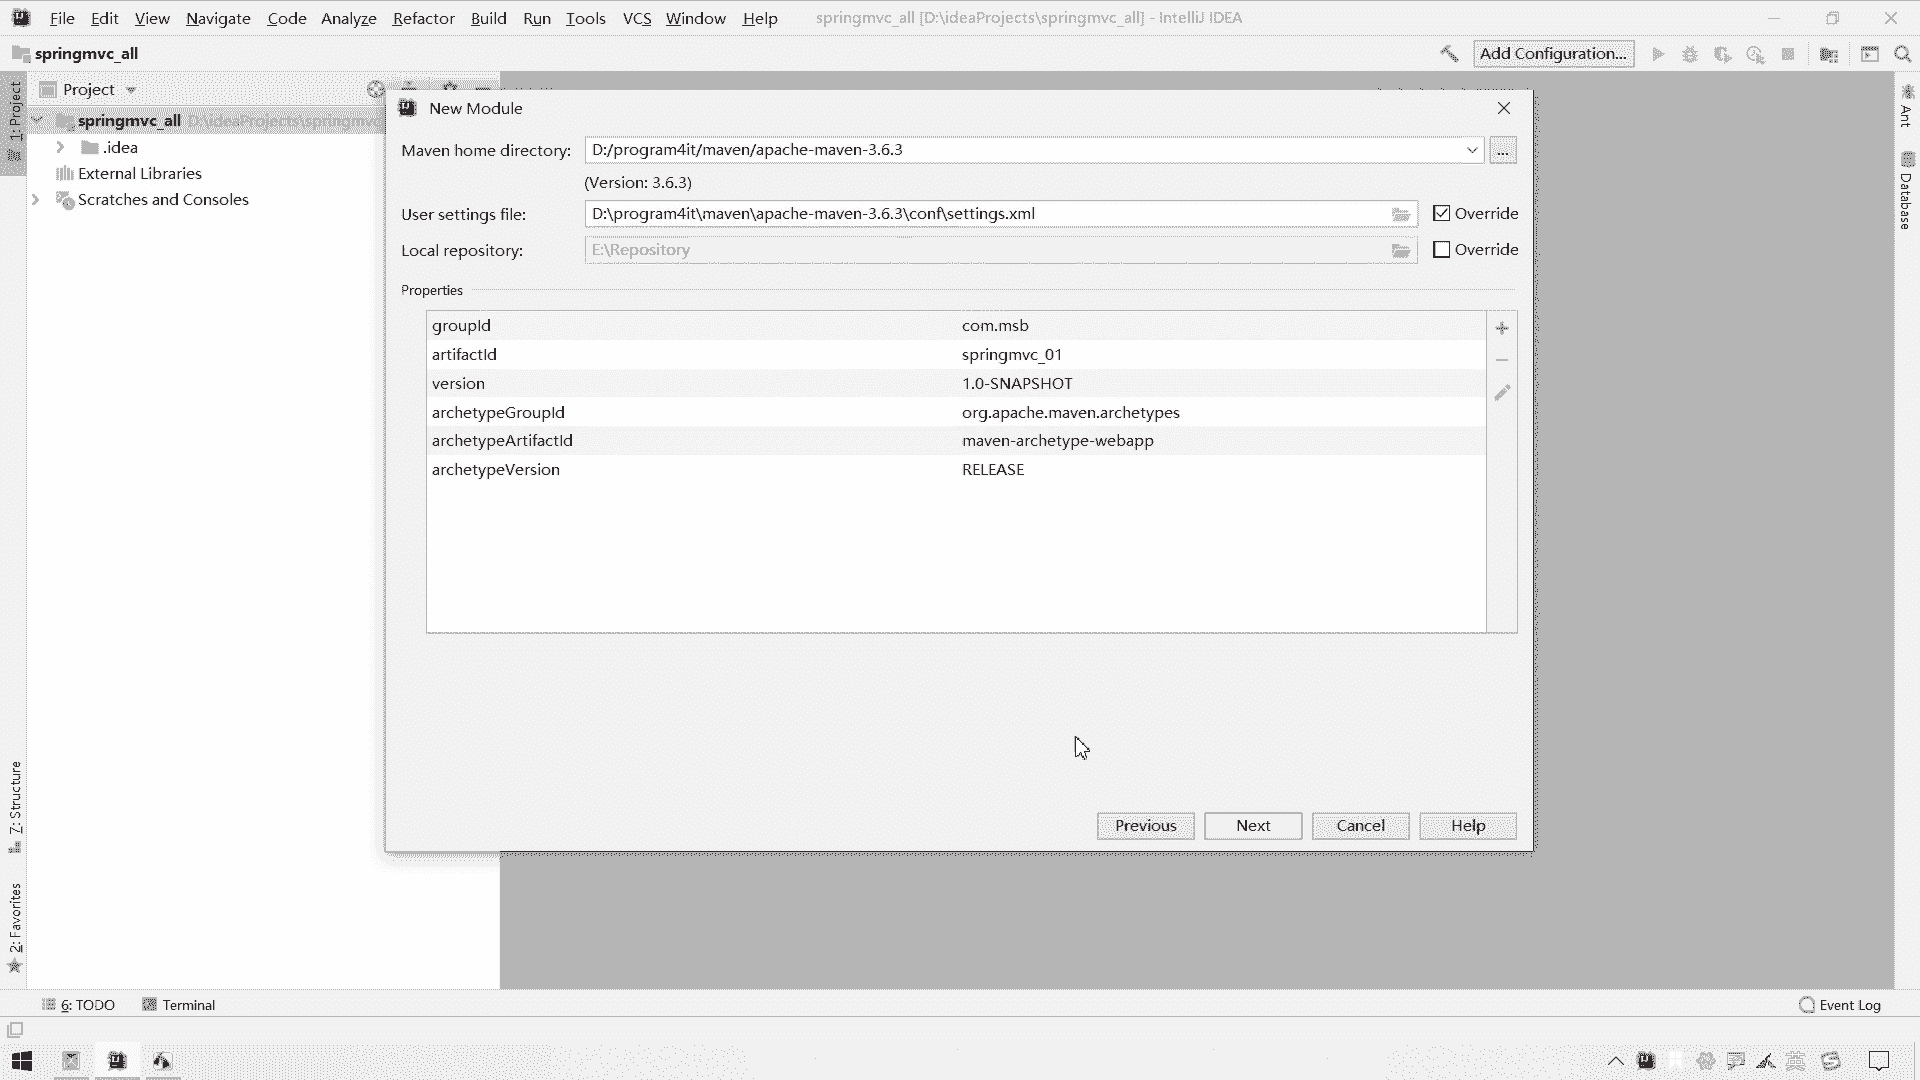 File Edit View Navigate Code Analyze Refactor Build Run Tools VCS Window Help springmvc_all [D:\ideaProjects\springmvc_all] - IntelliJ IDEA
springmvc_all
Add Configuration...
1: Project
Project
springmvc_all D:\ideaProjects\springmvc
.idea
External Libraries
Scratches and Consoles
7: Structure
2: Favorites
New Module
Maven home directory: D:/program4it/maven/apache-maven-3.6.3 ...
(Version: 3.6.3)
User settings file: D:\program4it\maven\apache-maven-3.6.3\conf\settings.xml Override
Local repository: E:\Repository Override
Properties
groupId com.msb
artifactId springmvc_01
version 1.0-SNAPSHOT
archetypeGroupId org.apache.maven.archetypes
archetypeArtifactId maven-archetype-webapp
archetypeVersion RELEASE
Previous Next Cancel Help
Ant
Database
6: TODO Terminal Event Log
英